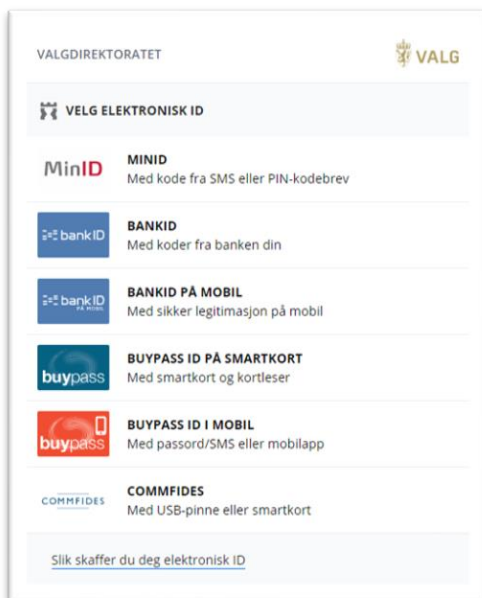 VALGDIREKTORATET
VALG
VELG ELEKTRONISK ID
MinID
MINID
Med kode fra SMS eller PIN-kodebrev
bankID
BANKID
Med koder fra banken din
bankID
PÅ MOBIL
BANKID PÅ MOBIL
Med sikker legitimasjon på mobil
buypass
BUYPASS ID PÅ SMARTKORT
Med smartkort og kortleser
buypass
BUYPASS ID I MOBIL
Med passord/SMS eller mobilapp
COMMFIDES
COMMFIDES
Med USB-pinne eller smartkort
Slik skaffer du deg elektronisk ID